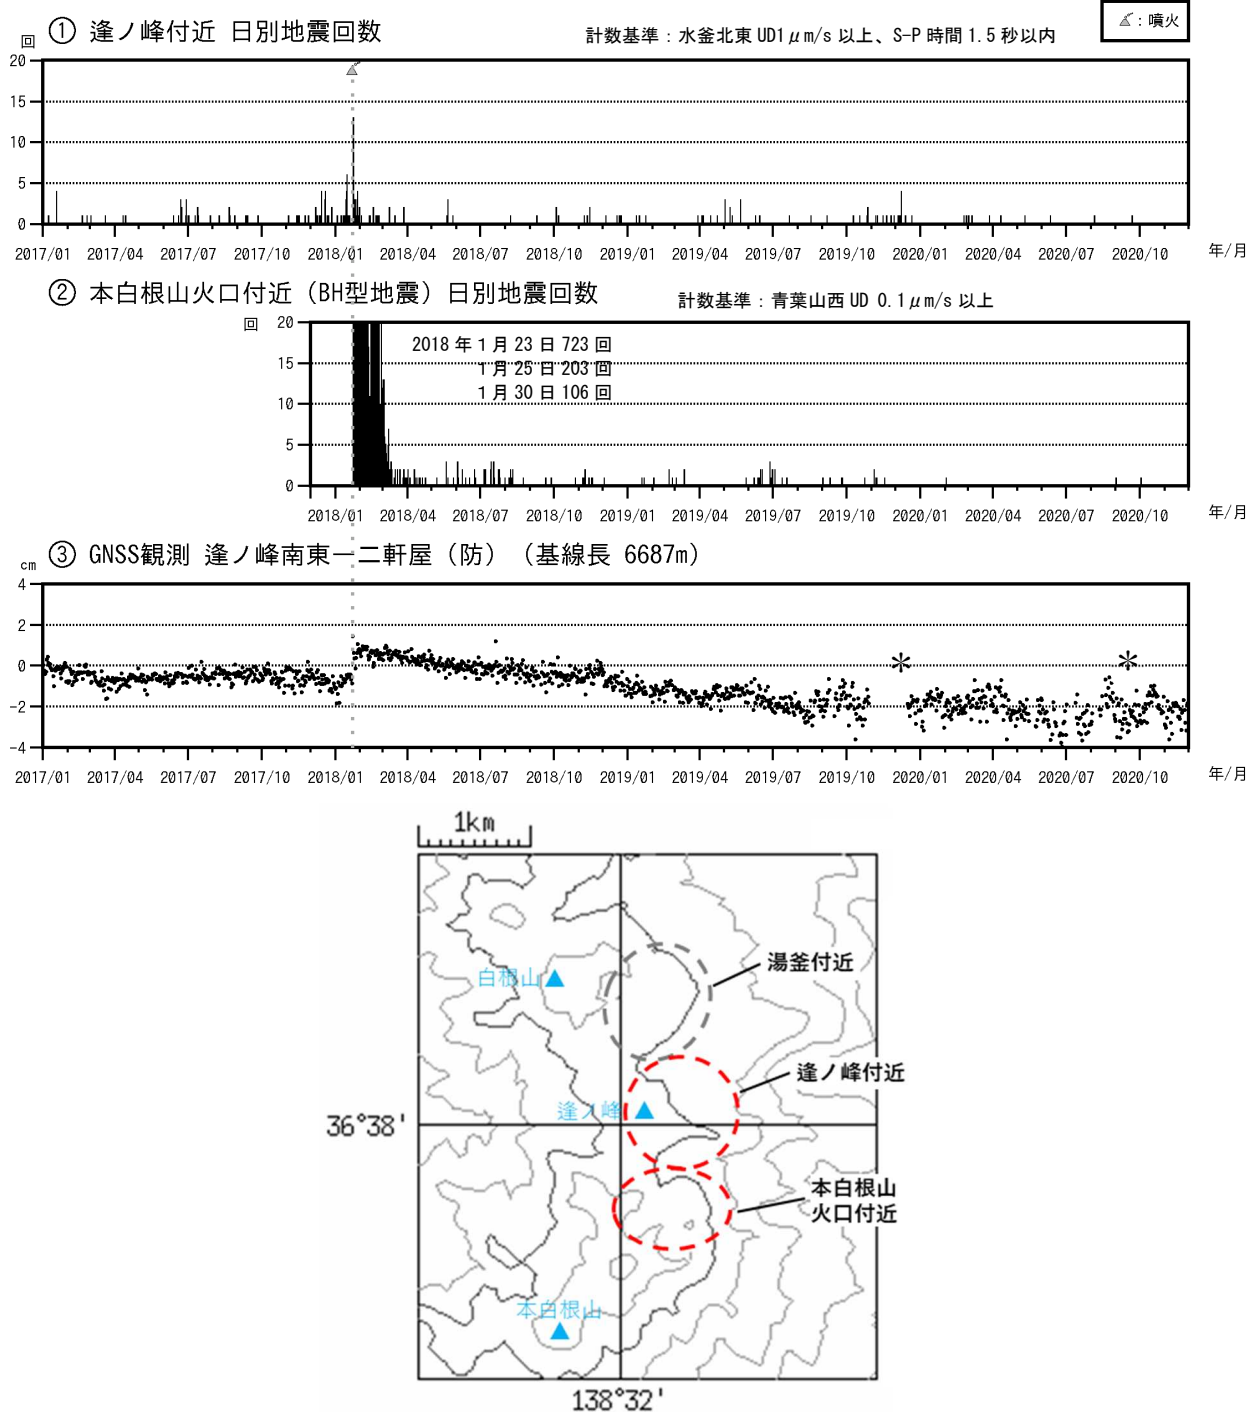 ① 逢ノ峰付近 日別地震回数
計数基準：水釜北東 UD1μm/s 以上、S-P 時間 1.5 秒以内
：噴火
回
20
15
10
5
0
2017/01 2017/04 2017/07 2017/10 2018/01 2018/04 2018/07 2018/10 2019/01 2019/04 2019/07 2019/10 2020/01 2020/04 2020/07 2020/10
年/月
② 本白根山火口付近（BH型地震）日別地震回数
計数基準：青葉山西 UD 0.1μm/s 以上
回
20
15
10
5
0
2018 年 1 月 23 日 723 回
1 月 25 日 203 回
1 月 30 日 106 回
2018/01 2018/04 2018/07 2018/10 2019/01 2019/04 2019/07 2019/10 2020/01 2020/04 2020/07 2020/10
年/月
③ GNSS観測 逢ノ峰南東－二軒屋（防）（基線長 6687m）
cm
4
2
0
-2
-4
＊ ＊
2017/01 2017/04 2017/07 2017/10 2018/01 2018/04 2018/07 2018/10 2019/01 2019/04 2019/07 2019/10 2020/01 2020/04 2020/07 2020/10
年/月
1km
湯釜付近
白根山
逢ノ峰付近
逢ノ峰
36°38'
本白根山
火口付近
本白根山
138°32'